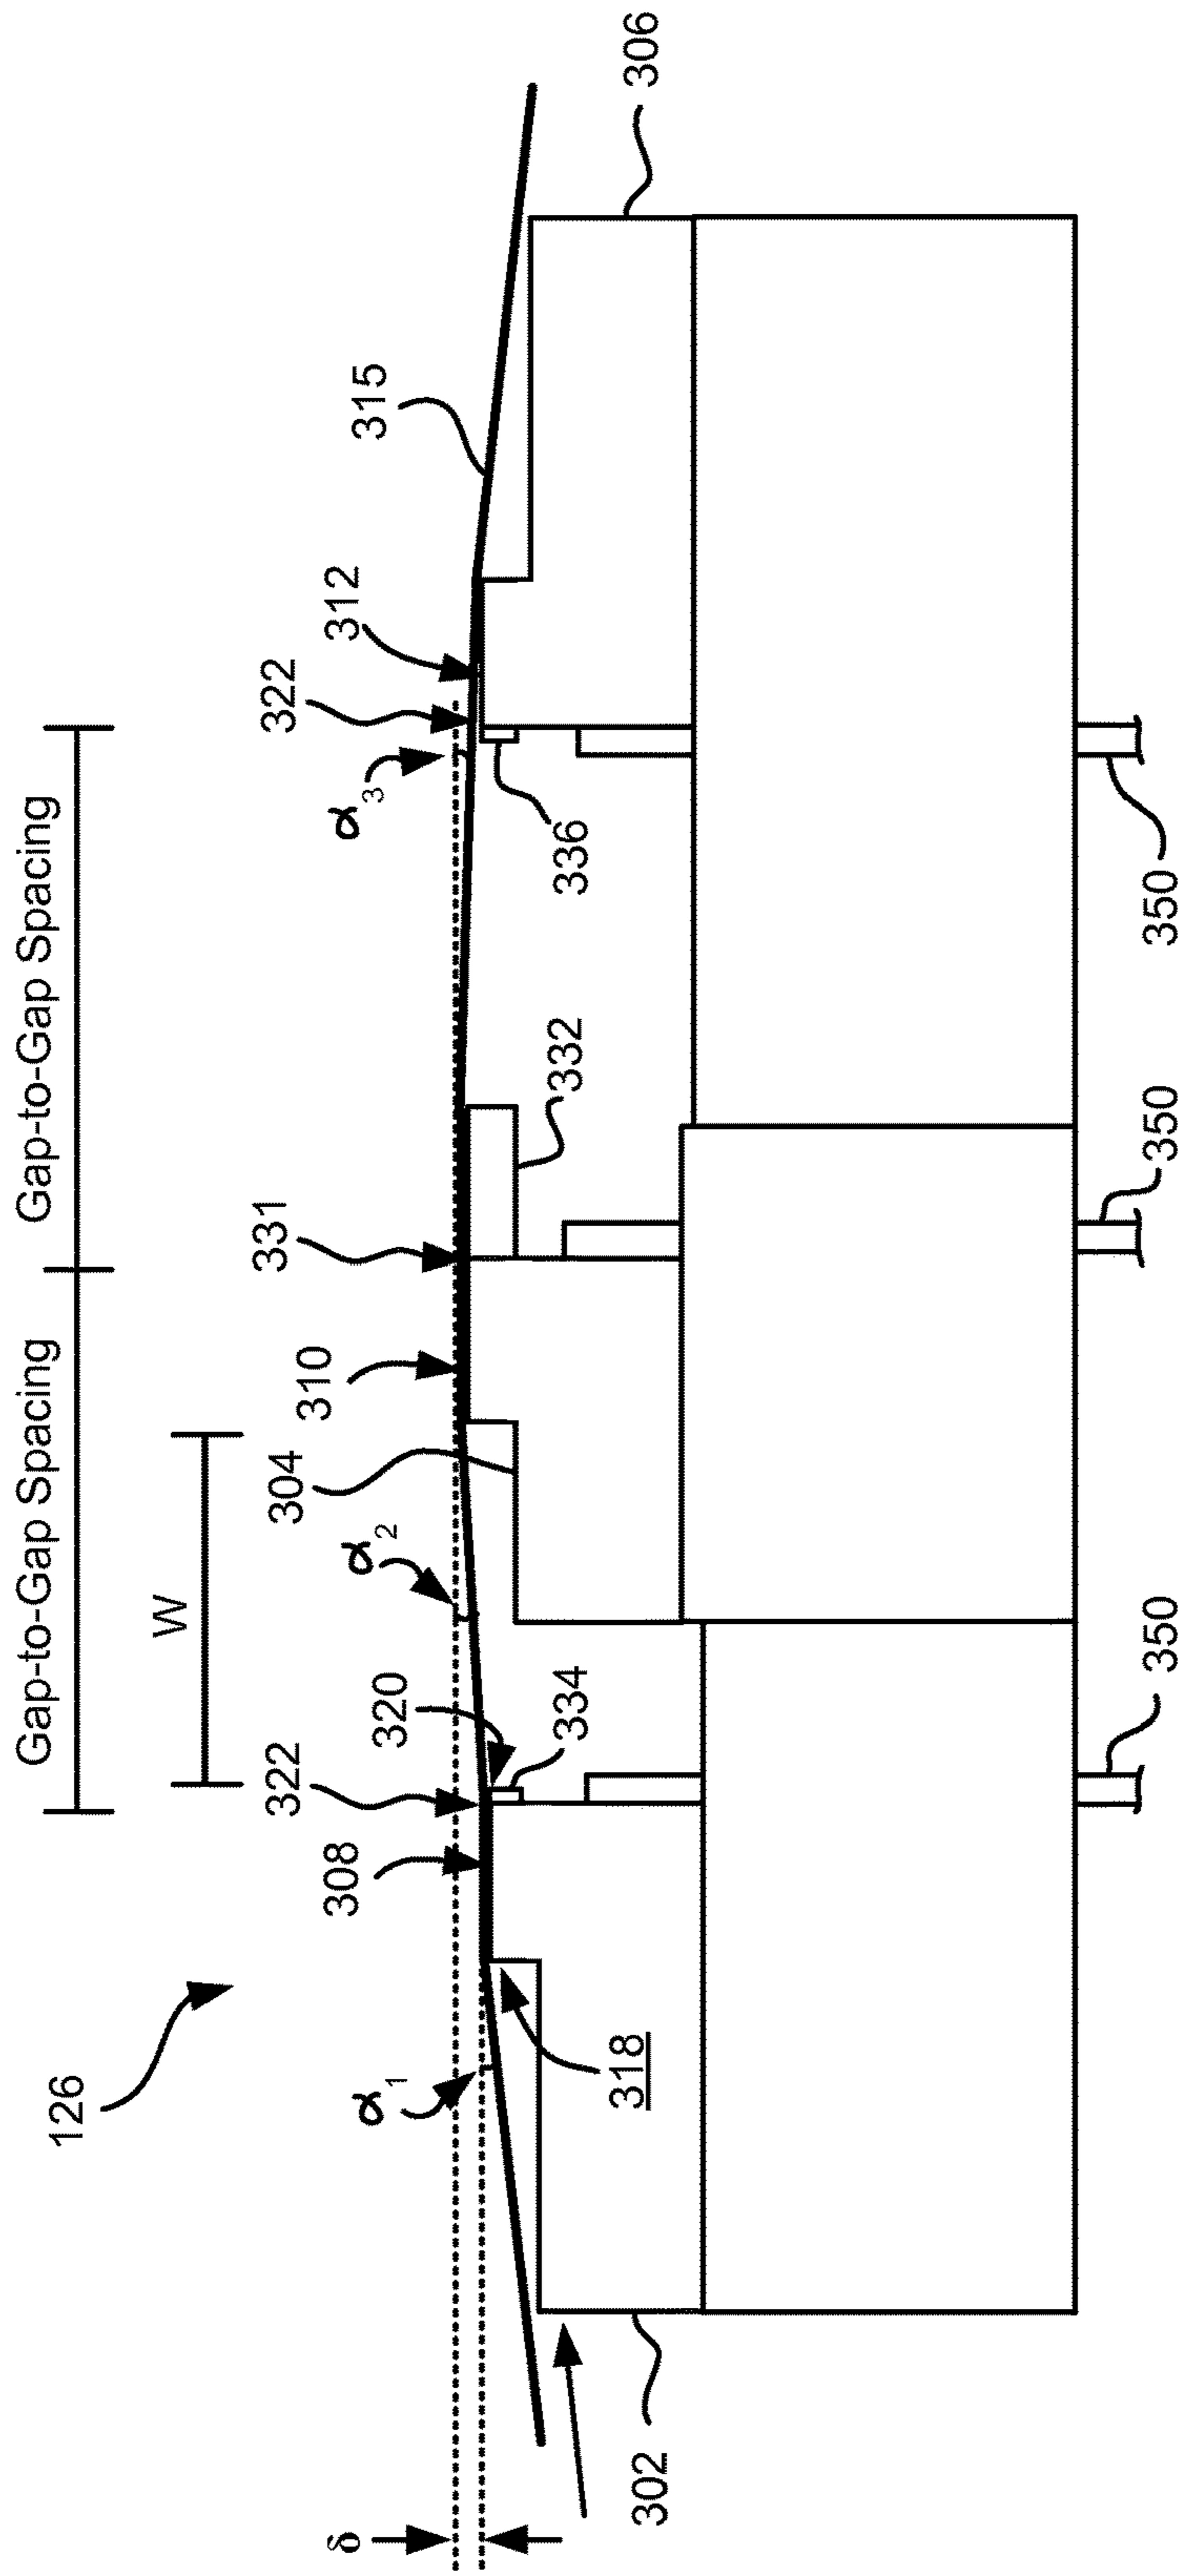 Gap-to-Gap Spacing
Gap-to-Gap Spacing
W
126
δ
α1
308
322
320
334
α2
304
310
331
332
α3
322
312
336
315
306
318
302
350
350
350